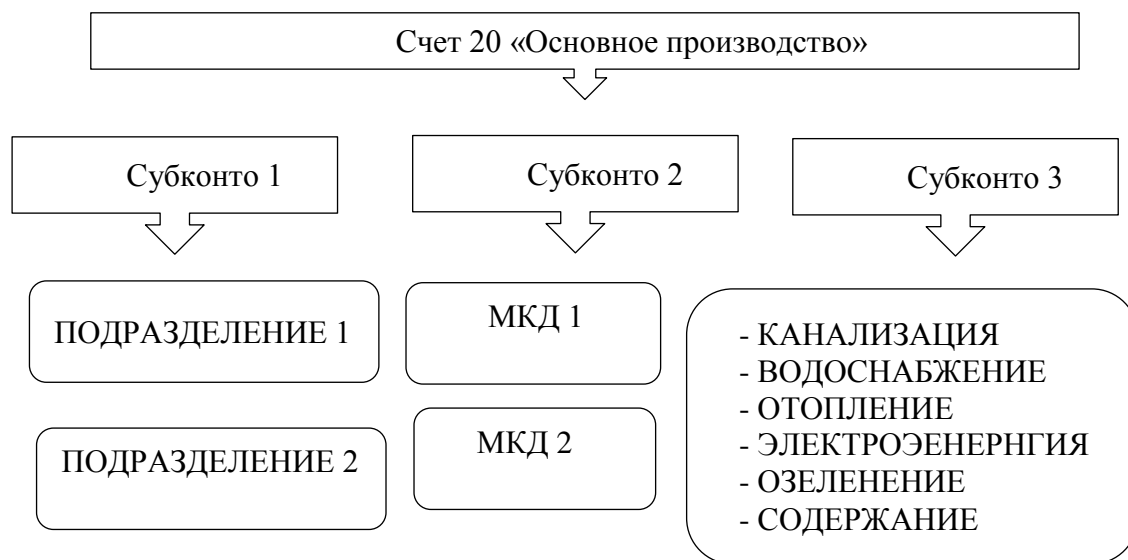 Счет 20 «Основное производство»
Субконто 1
Субконто 2
Субконто 3
ПОДРАЗДЕЛЕНИЕ 1
ПОДРАЗДЕЛЕНИЕ 2
МКД 1
МКД 2
- КАНАЛИЗАЦИЯ
- ВОДОСНАБЖЕНИЕ
- ОТОПЛЕНИЕ
- ЭЛЕКТРОЭЕНЕРНГИЯ
- ОЗЕЛЕНЕНИЕ
- СОДЕРЖАНИЕ